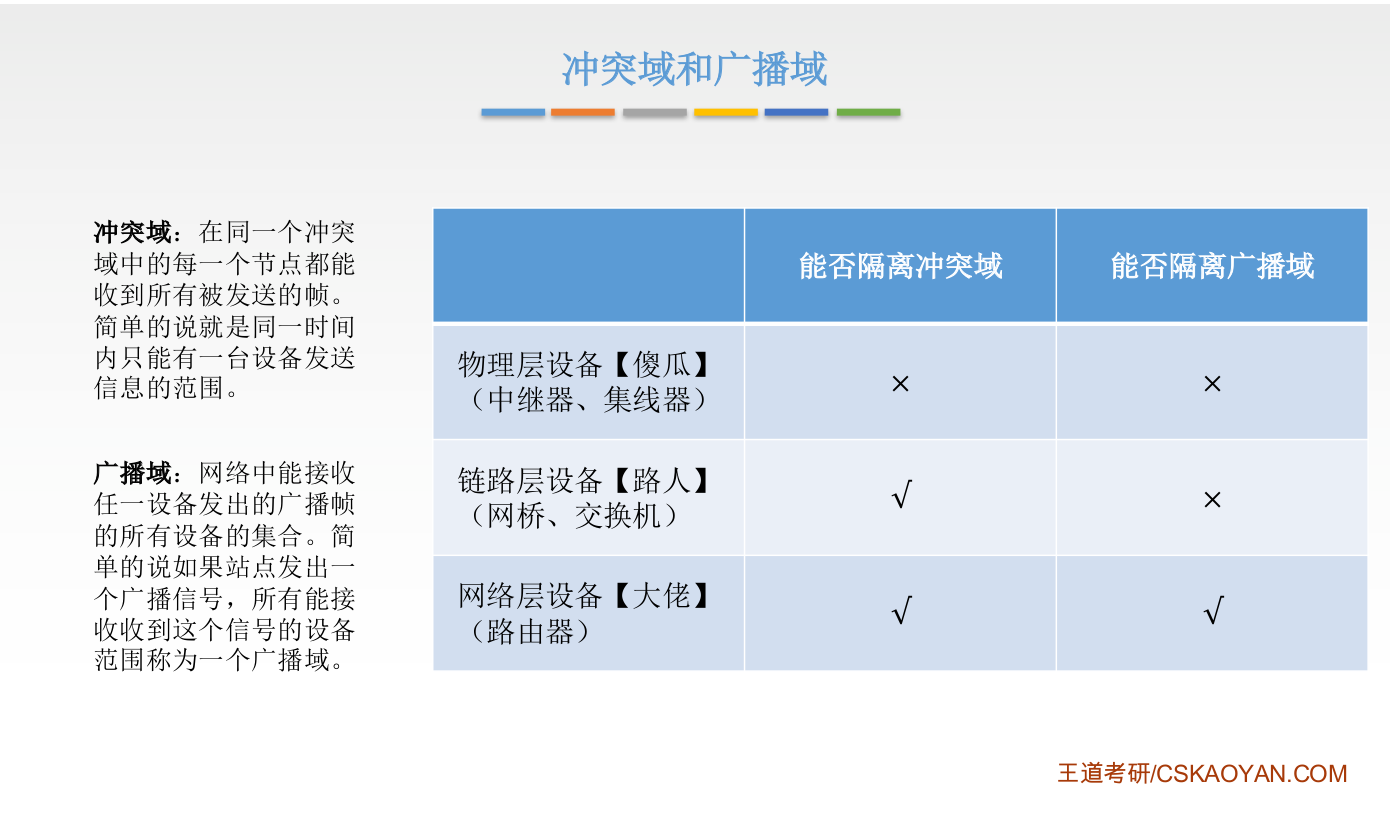 冲突域和广播域
冲突域：在同一个冲突
域中的每一个节点都能
收到所有被发送的帧。
简单的说就是同一时间
内只能有一台设备发送
信息的范围。
广播域：网络中能接收
任一设备发出的广播帧
的所有设备的集合。简
单的说如果站点发出一
个广播信号，所有能接
收收到这个信号的设备
范围称为一个广播域。
能否隔离冲突域
能否隔离广播域
物理层设备【傻瓜】
（中继器、集线器）
×
×
链路层设备【路人】
（网桥、交换机）
√
×
网络层设备【大佬】
（路由器）
√
√
王道考研/CSKAOYAN.COM